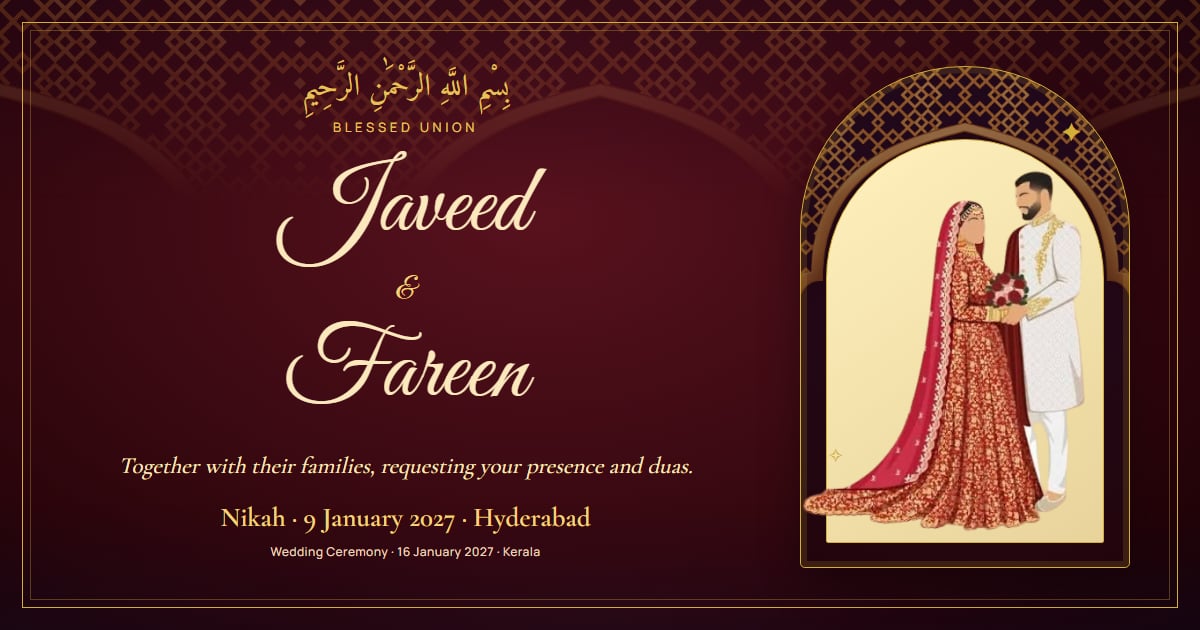 بِسْمِ اللَّهِ الرَّحْمَٰنِ الرَّحِيمِ
BLESSED UNION
Javeed
&
Fareen
Together with their families, requesting your presence and duas.
Nikah · 9 January 2027 · Hyderabad
Wedding Ceremony · 16 January 2027 · Kerala